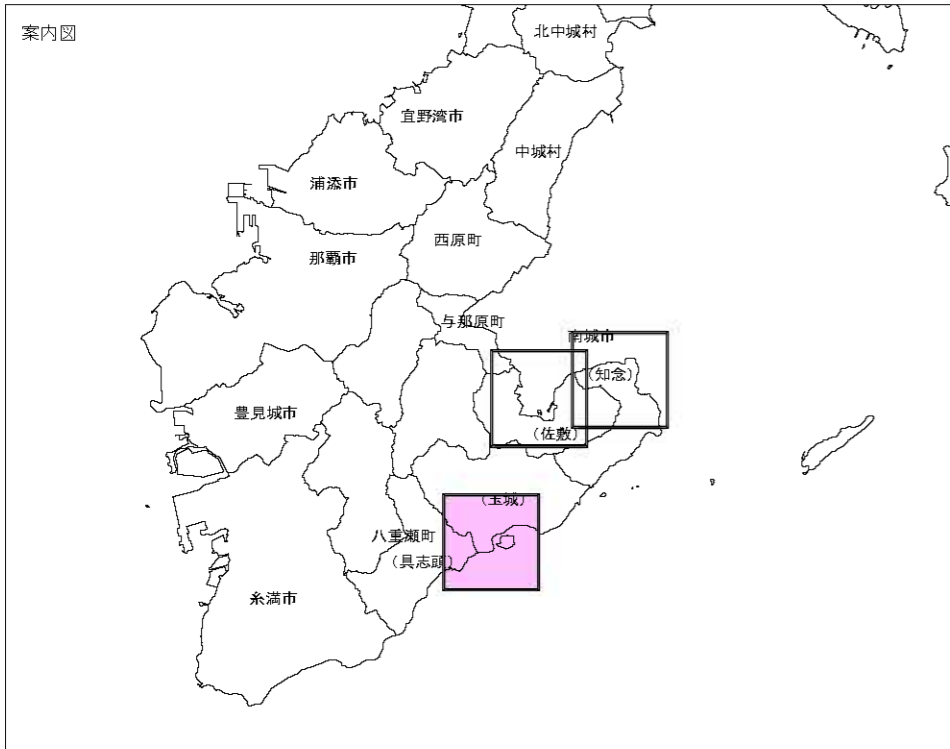 案内図
北中城村
宜野湾市
中城村
浦添市
西原町
那覇市
与那原町
南城市
(知念)
豊見城市
(佐敷)
(玉城)
八重瀬町
(具志頭)
糸満市